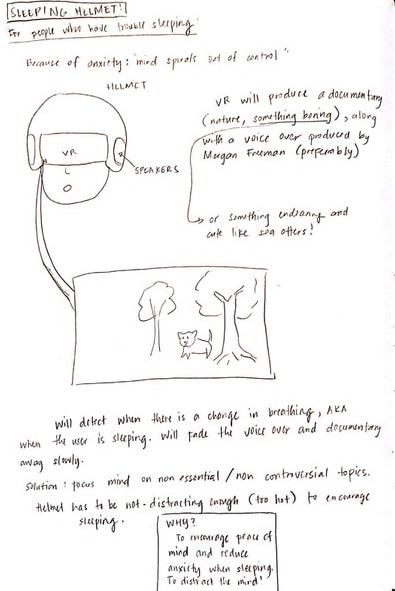 SLEEPING HELMET!
For people who have trouble sleeping
Because of anxiety: "mind spirals out of control"
HELMET
VR
SPEAKERS
VR will produce a documentary
(nature, something boring), along
with a voice over produced by
Morgan Freeman (preferably)
or something endearing and
cute like sea otters!
Will detect when there is a change in breathing, AKA
when the user is sleeping. Will fade the voice over and documentary
away slowly.
Solution: focus mind on non essential / non controversial topics.
Helmet has to be not-distracting enough (too hot) to encourage
sleeping.
WHY?
To encourage peace of
mind and reduce
anxiety when sleeping.
To distract the mind!